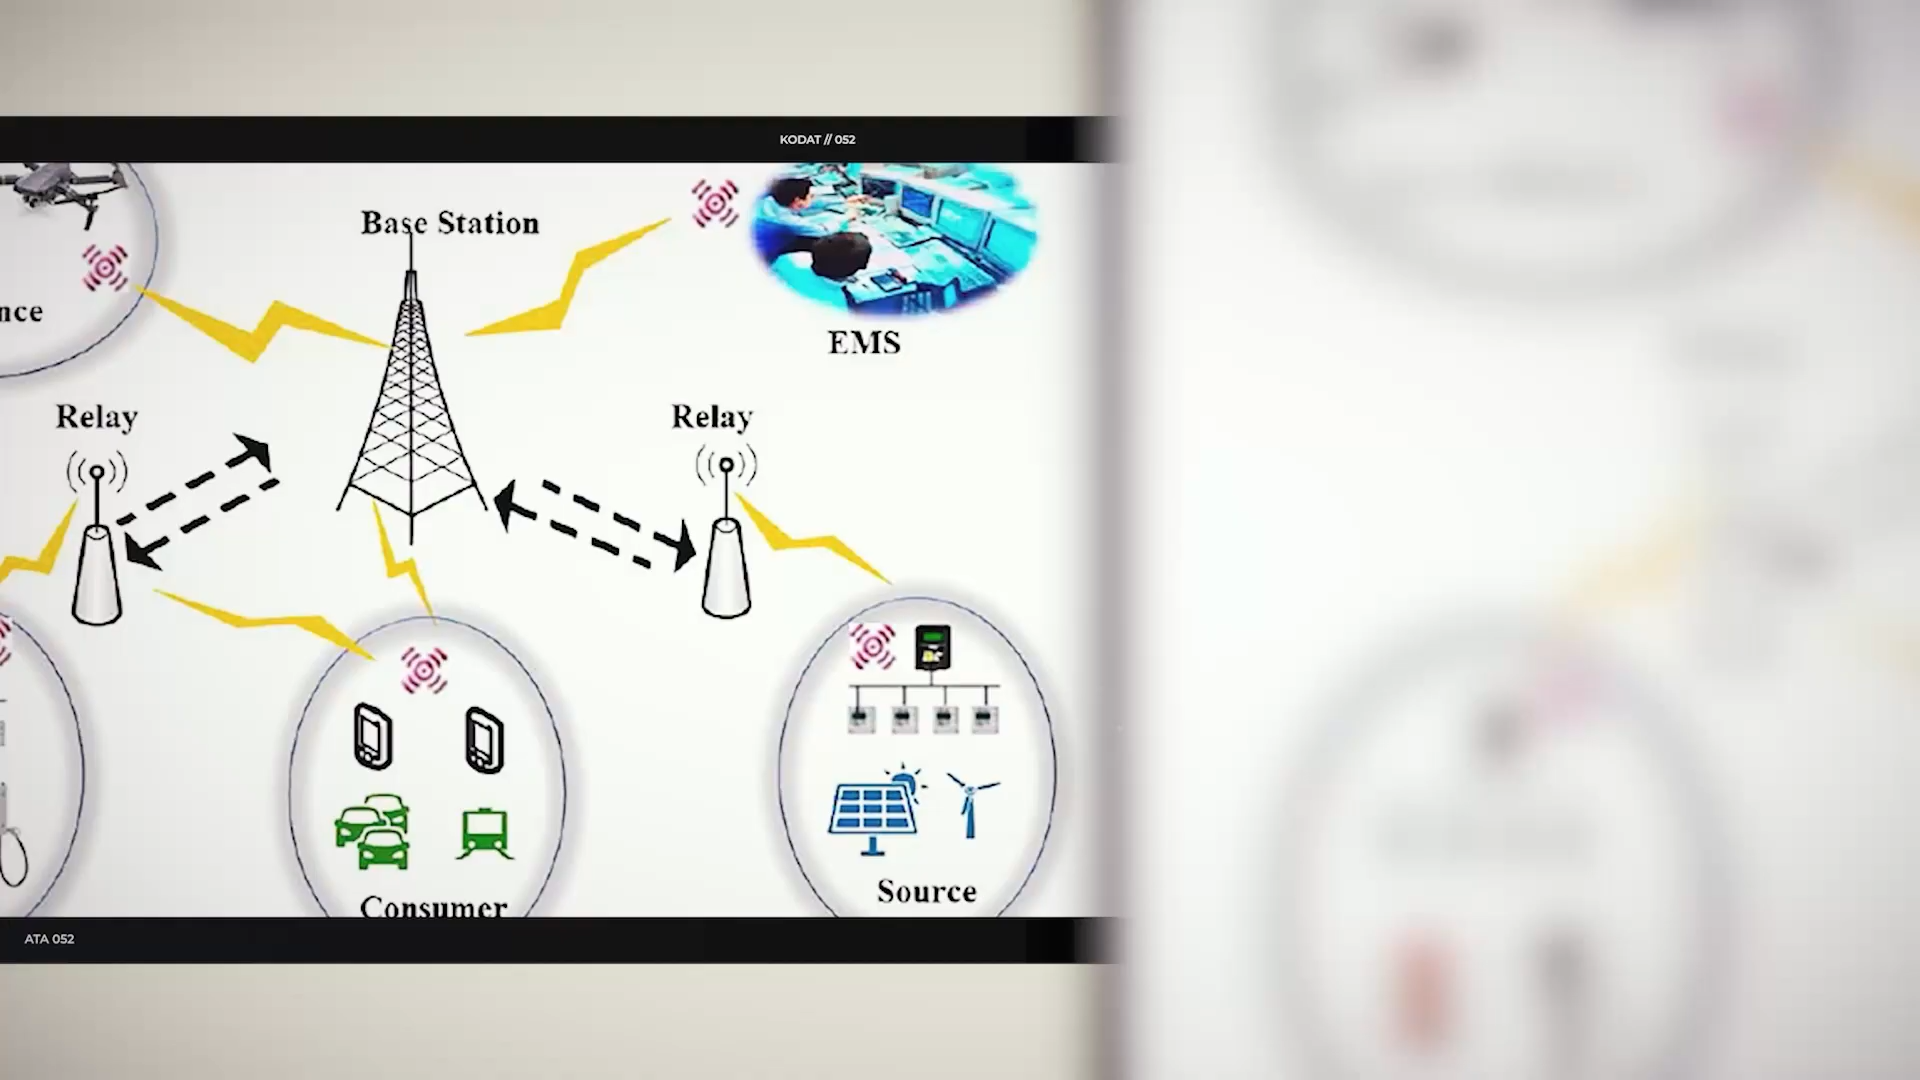 KODAT // 052
Base Station
nce
EMS
Relay
Relay
Source
Consumer
ATA 052